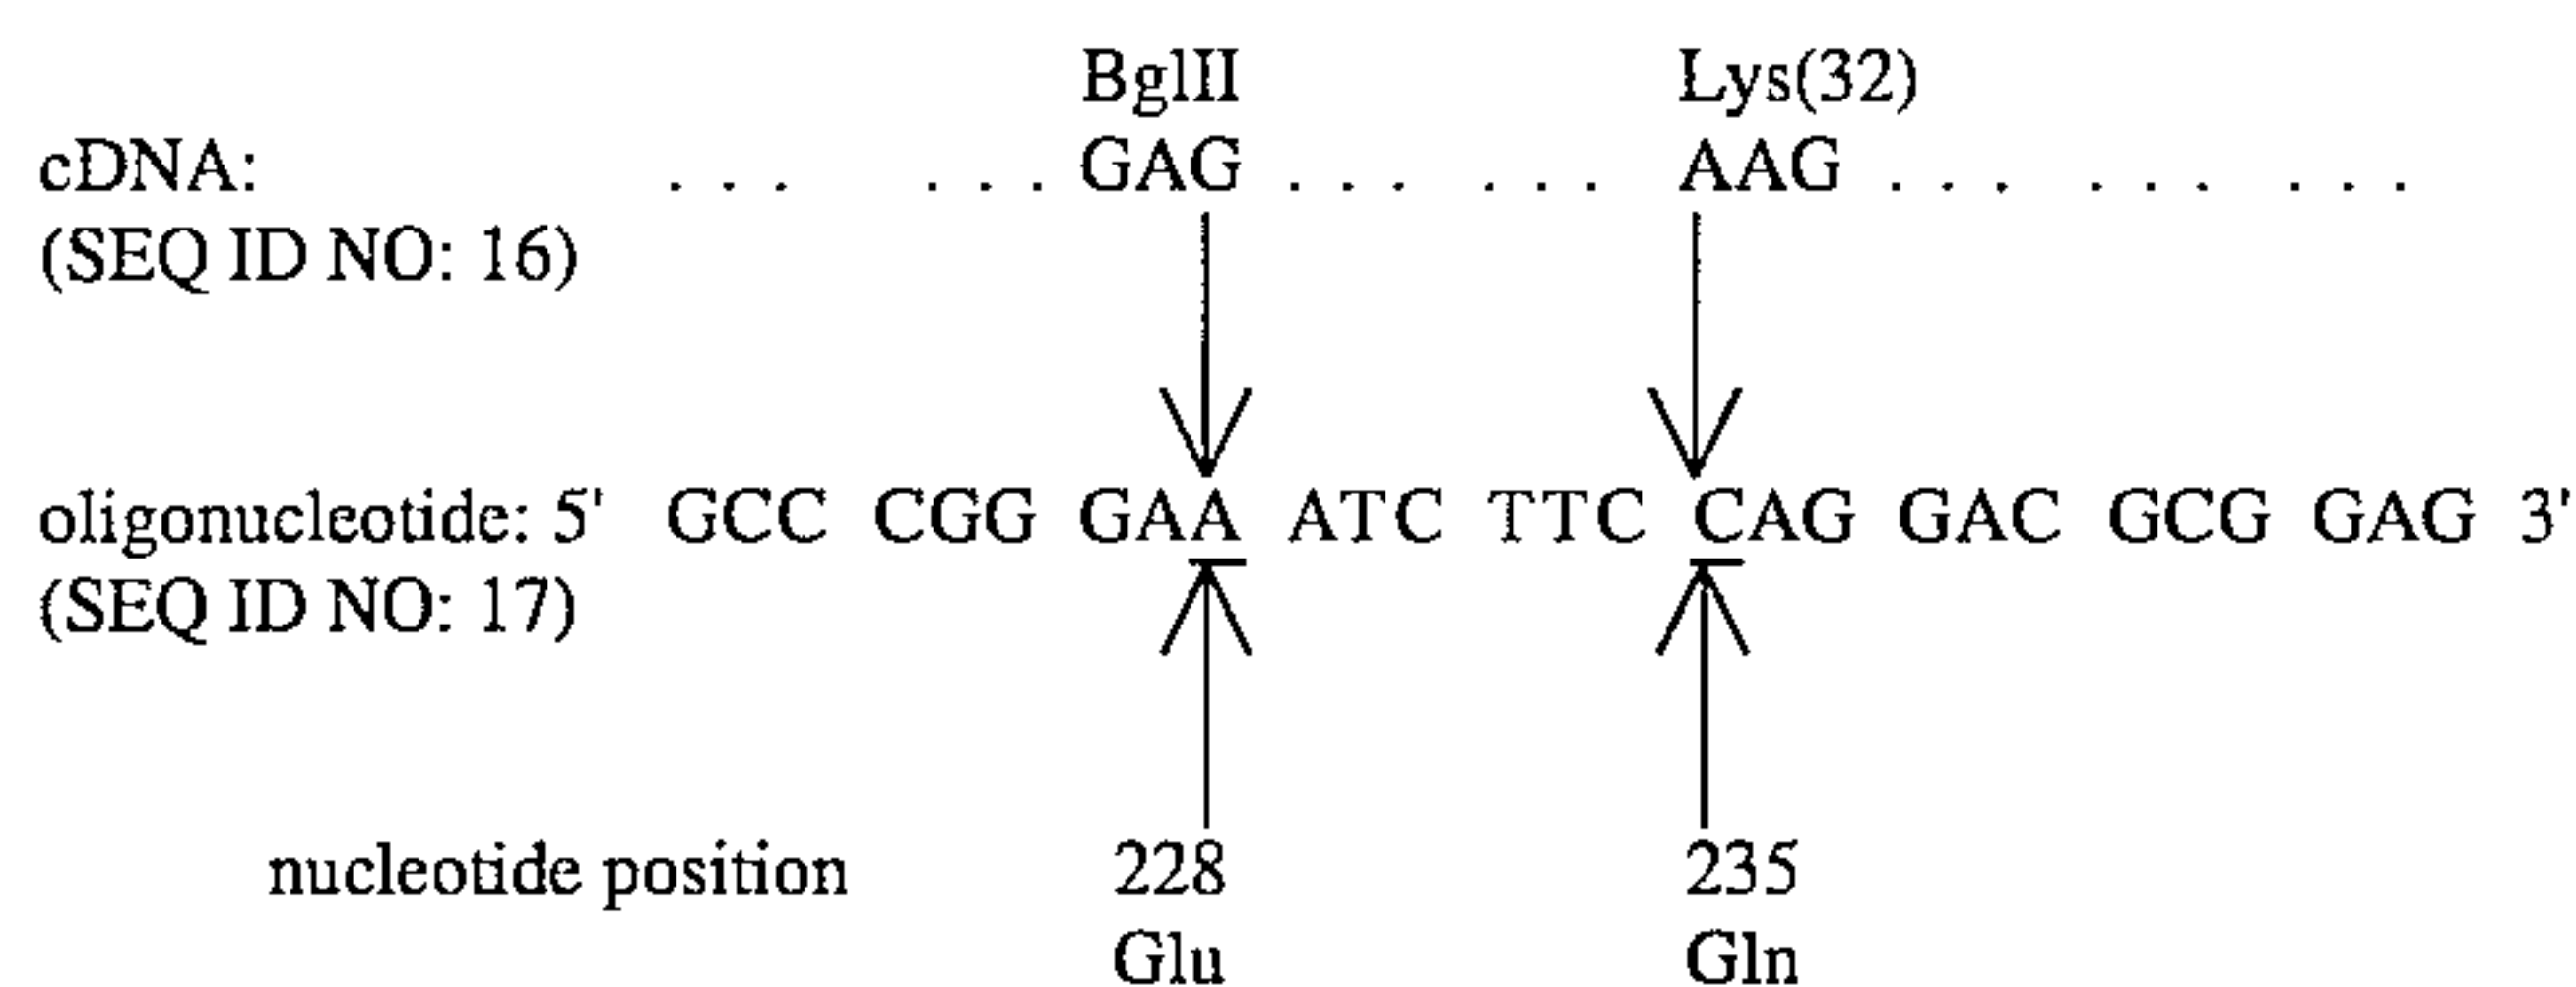 BglII Lys(32)
cDNA: . . . . . . GAG . . . . . . AAG . . . . . . . . .
(SEQ ID NO: 16)
oligonucleotide: 5' GCC CGG GAA ATC TTC CAG GAC GCG GAG 3'
(SEQ ID NO: 17)
nucleotide position 228 235
Glu Gln